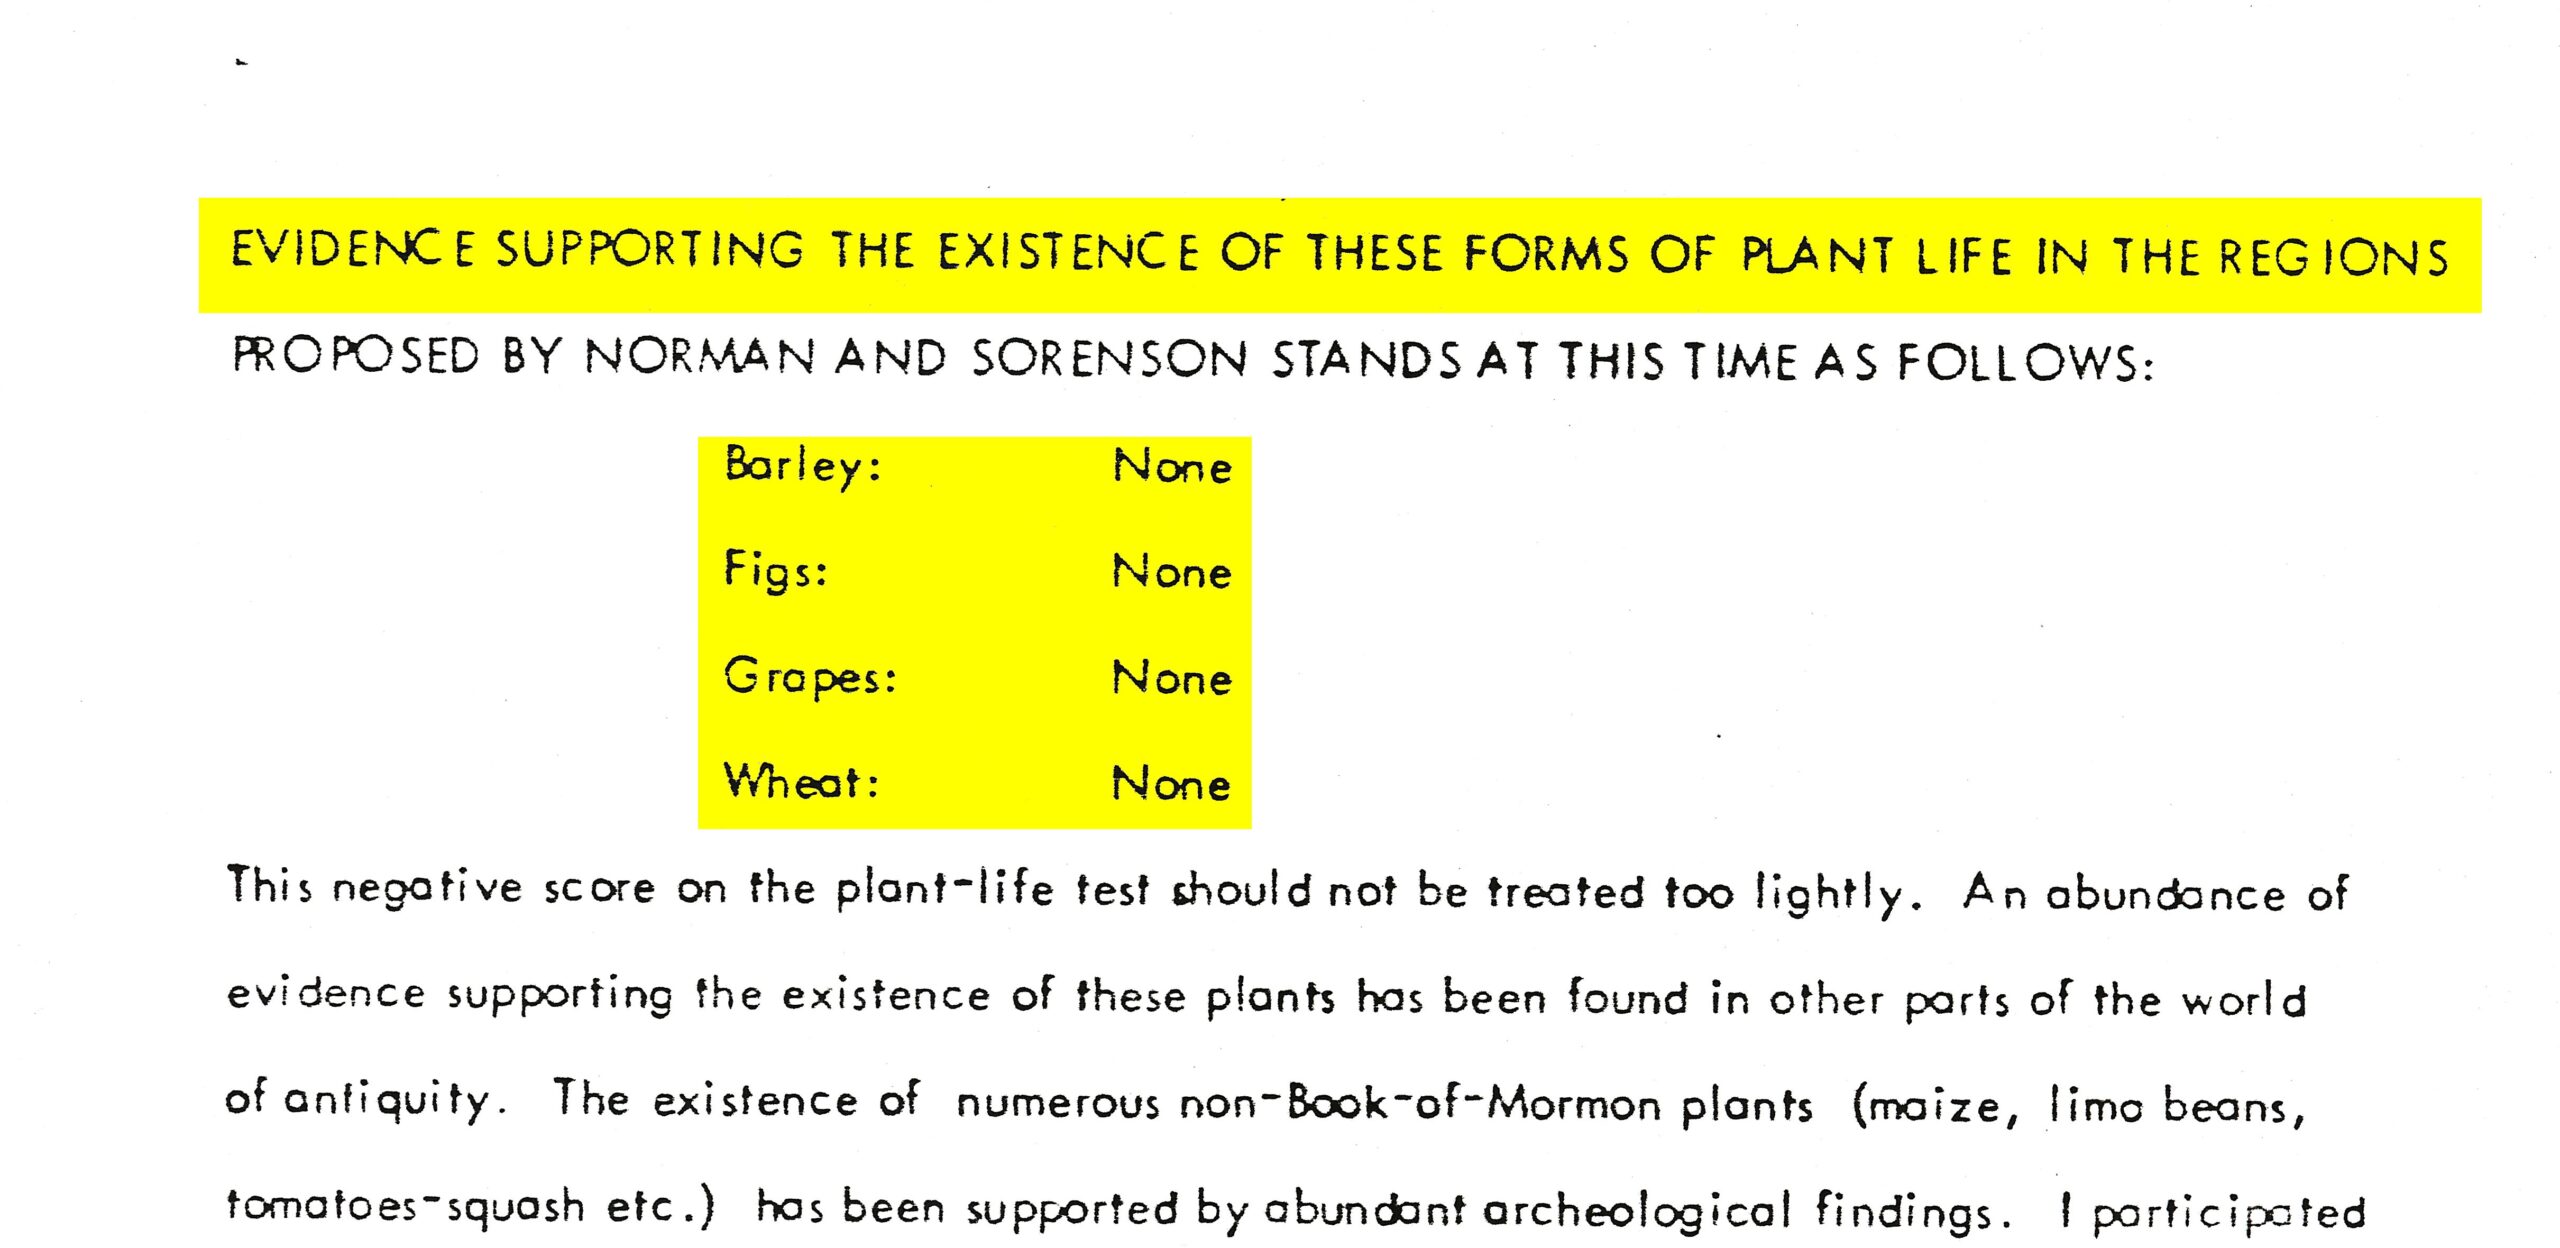 EVIDENCE SUPPORTING THE EXISTENCE OF THESE FORMS OF PLANT LIFE IN THE REGIONS
PROPOSED BY NORMAN AND SORENSON STANDS AT THIS TIME AS FOLLOWS:
Barley: None
Figs: None
Grapes: None
Wheat: None
This negative score on the plant-life test should not be treated too lightly. An abundance of
evidence supporting the existence of these plants has been found in other parts of the world
of antiquity. The existence of numerous non-Book-of-Mormon plants (maize, lima beans,
tomatoes-squash etc.) has been supported by abundant archeological findings. I participated